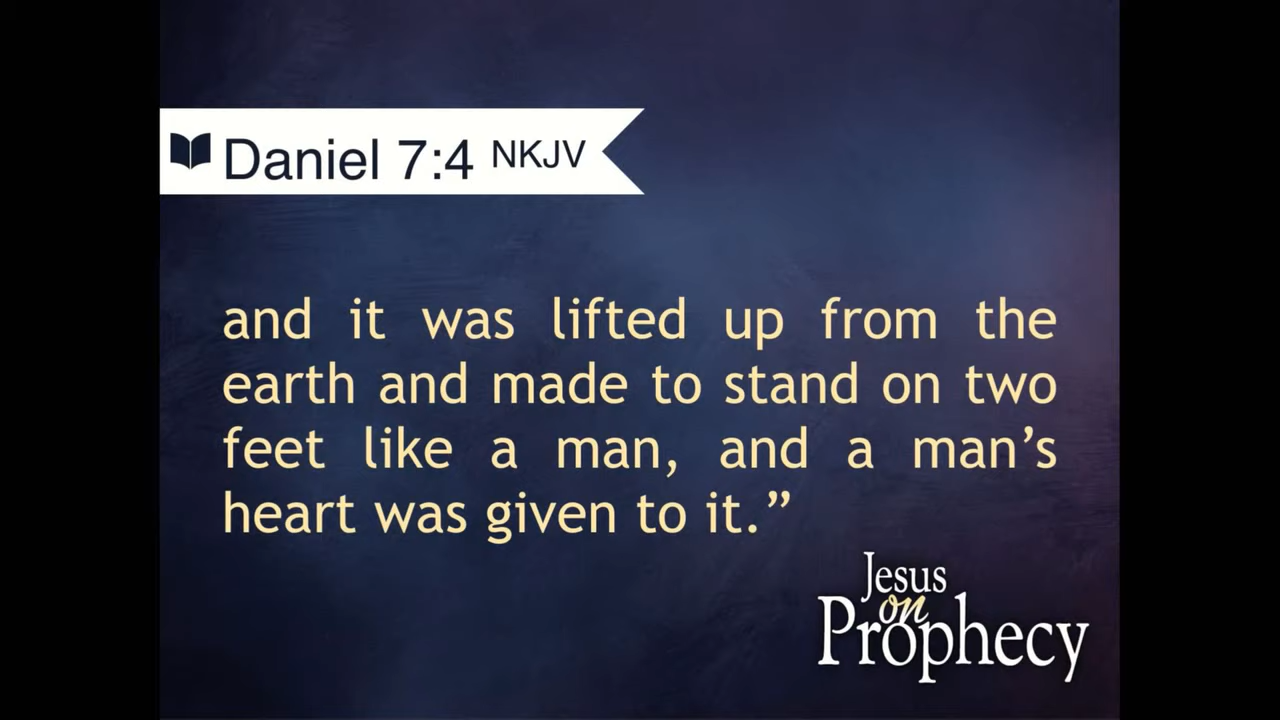 Daniel 7:4 NKJV
and it was lifted up from the
earth and made to stand on two
feet like a man, and a man’s
heart was given to it.”
Jesus
on
Prophecy